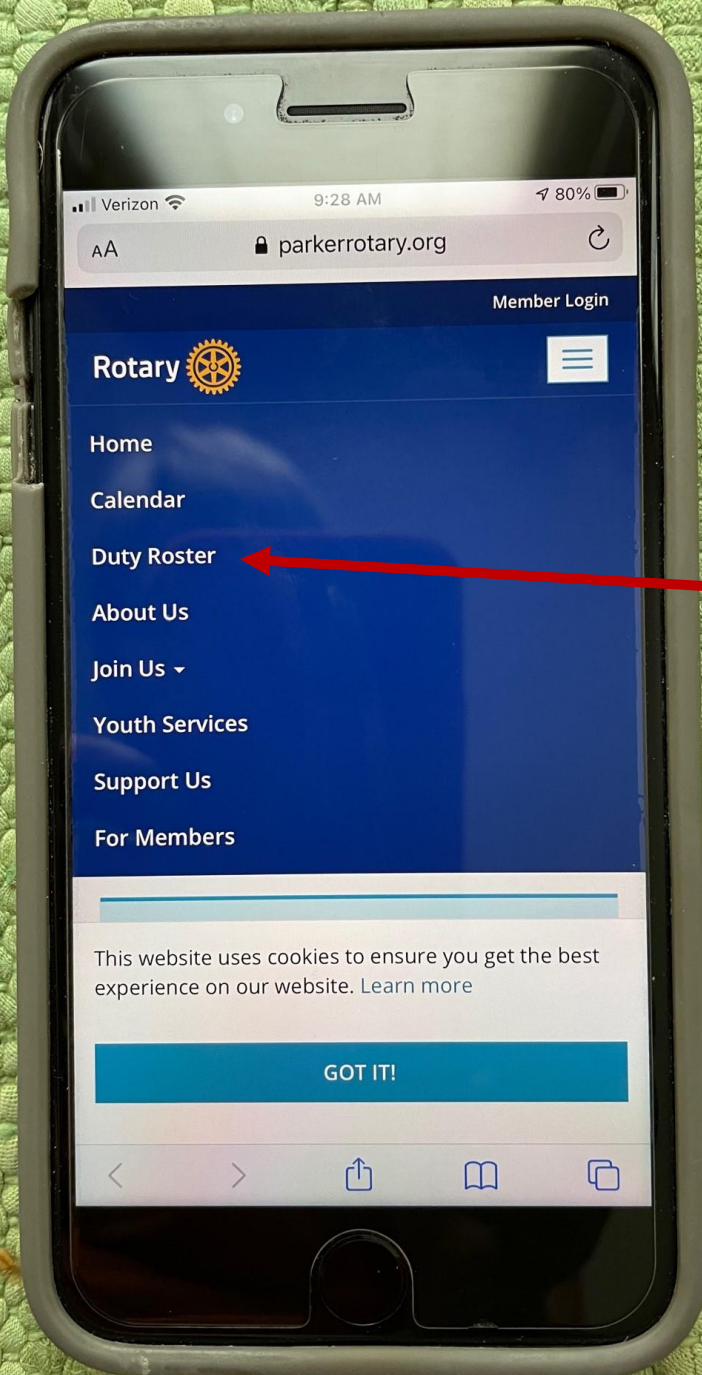 Verizon 9:28 AM 80%
AA parkerrotary.org
Member Login
Rotary
Home
Calendar
Duty Roster
About Us
Join Us
Youth Services
Support Us
For Members
This website uses cookies to ensure you get the best
experience on our website. Learn more
GOT IT!